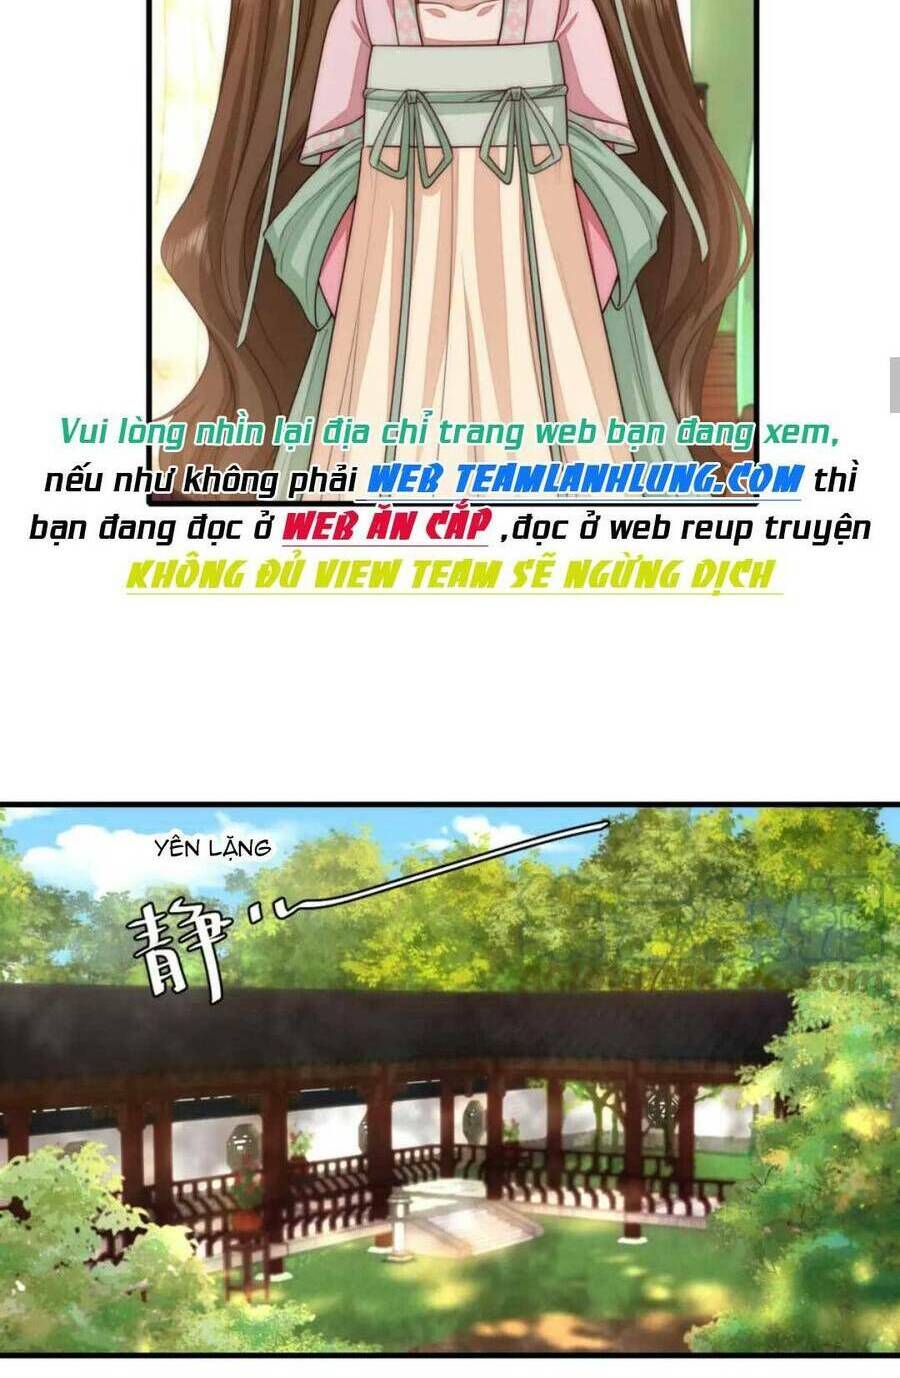 Vui lòng nhìn lại địa chỉ trang web bạn đang xem,
nếu như không phải WEB TEAMLANHLUNG.COM thì
bạn đang đọc ở WEB ĂN CẮP ,đọc ở web reup truyện
KHÔNG ĐỦ VIEW TEAM SẼ NGỪNG DỊCH
YÊN LẶNG
静